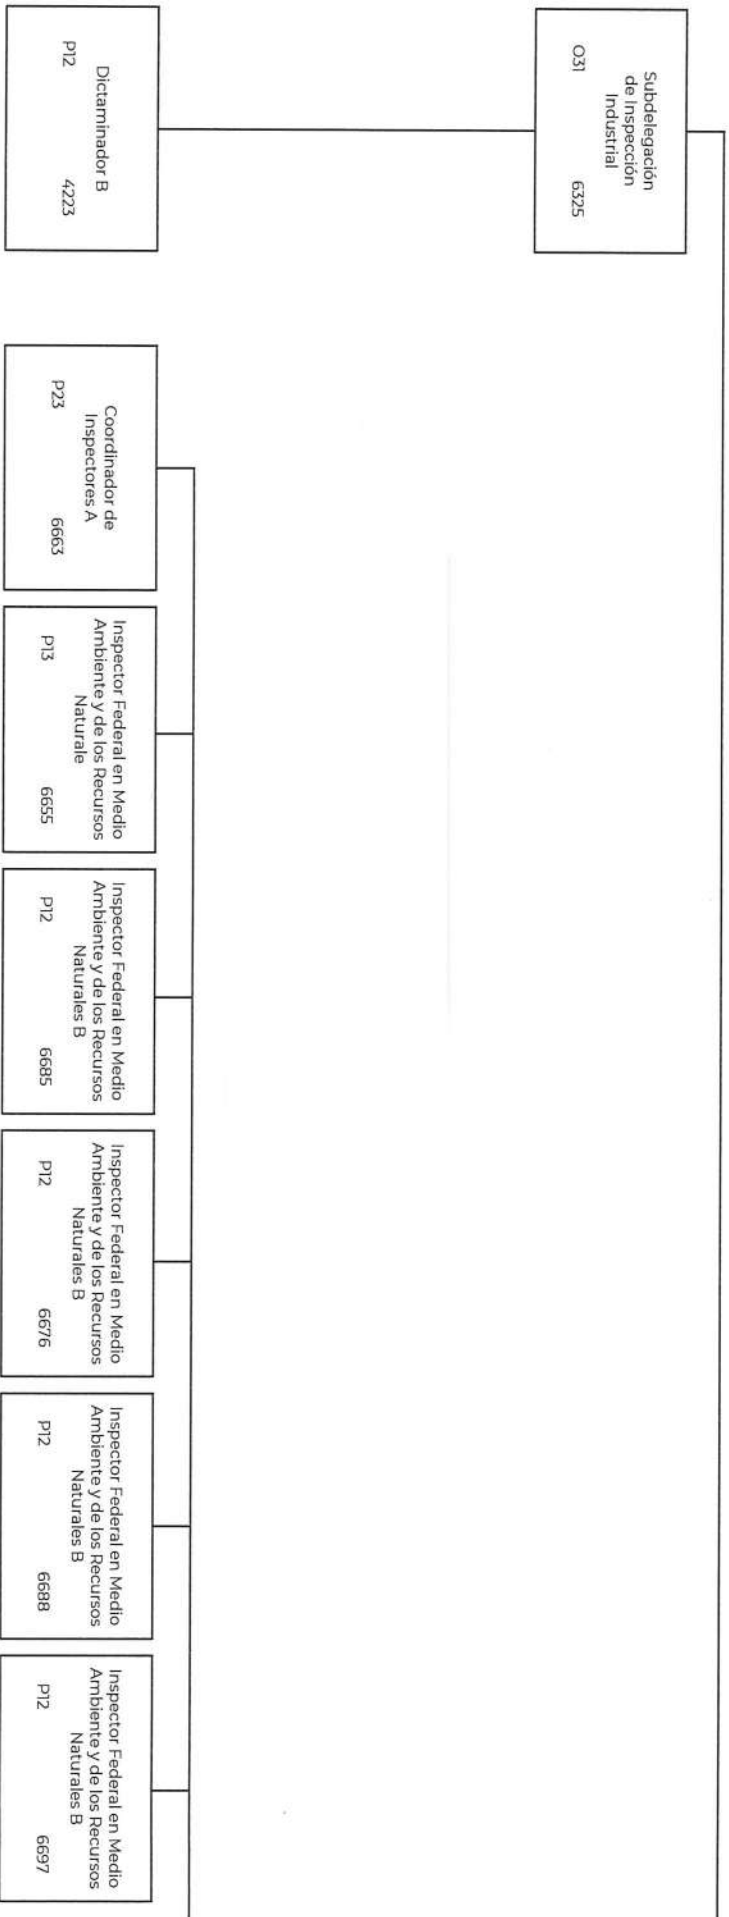 Subdelegación
de Inspección
Industrial
O31 6325
Dictaminador B
P12 4223
Coordinador de
Inspectores A
P23 6663
Inspector Federal en Medio
Ambiente y de los Recursos
Naturale
P13 6655
Inspector Federal en Medio
Ambiente y de los Recursos
Naturales B
P12 6685
Inspector Federal en Medio
Ambiente y de los Recursos
Naturales B
P12 6676
Inspector Federal en Medio
Ambiente y de los Recursos
Naturales B
P12 6688
Inspector Federal en Medio
Ambiente y de los Recursos
Naturales B
P12 6697